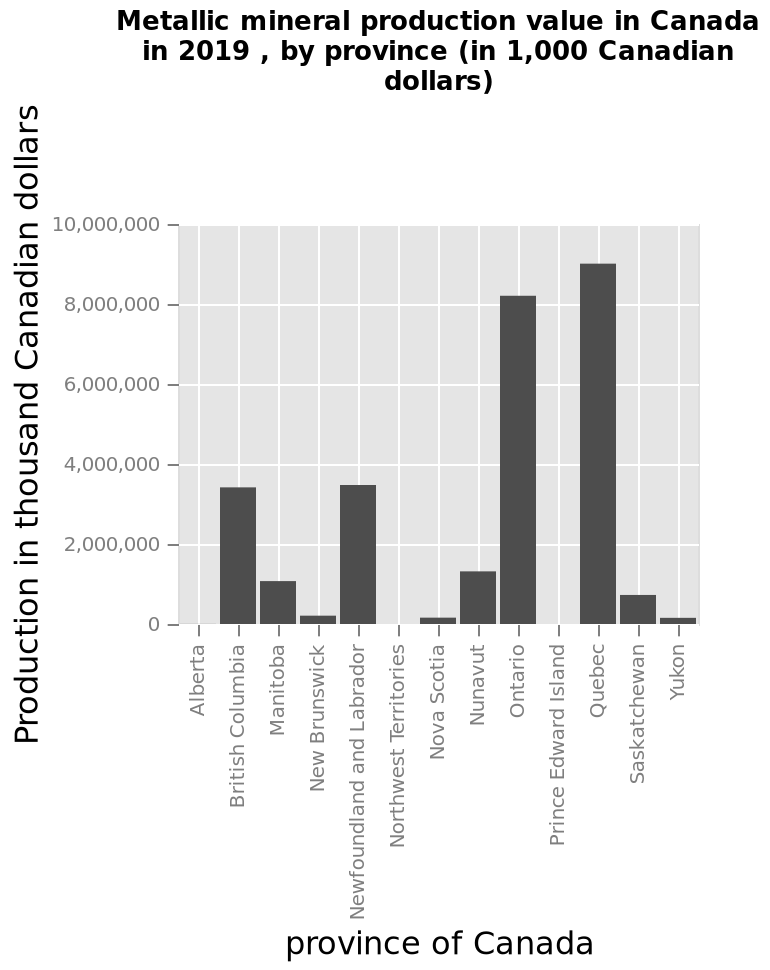 Metallic mineral production value in Canada
in 2019 , by province (in 1,000 Canadian
dollars)
Production in thousand Canadian dollars
10,000,000
8,000,000
6,000,000
4,000,000
2,000,000
0
Alberta
British Columbia
Manitoba
New Brunswick
Newfoundland and Labrador
Northwest Territories
Nova Scotia
Nunavut
Ontario
Prince Edward Island
Quebec
Saskatchewan
Yukon
province of Canada